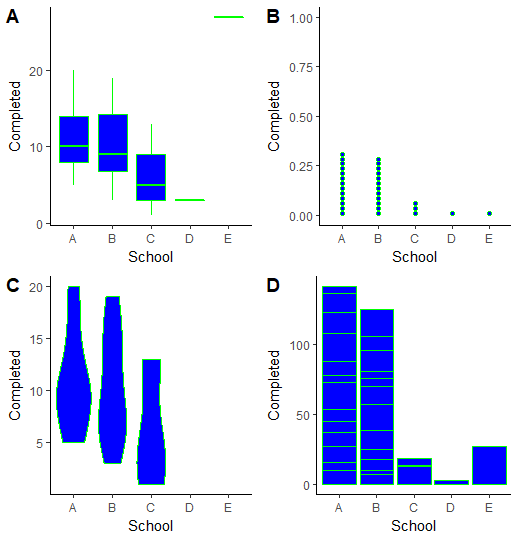 A
Completed
20
10
0
A B C D E
School
B
Completed
1.00
0.75
0.50
0.25
0.00
A B C D E
School
C
Completed
20
15
10
5
A B C D E
School
D
Completed
100
50
0
A B C D E
School